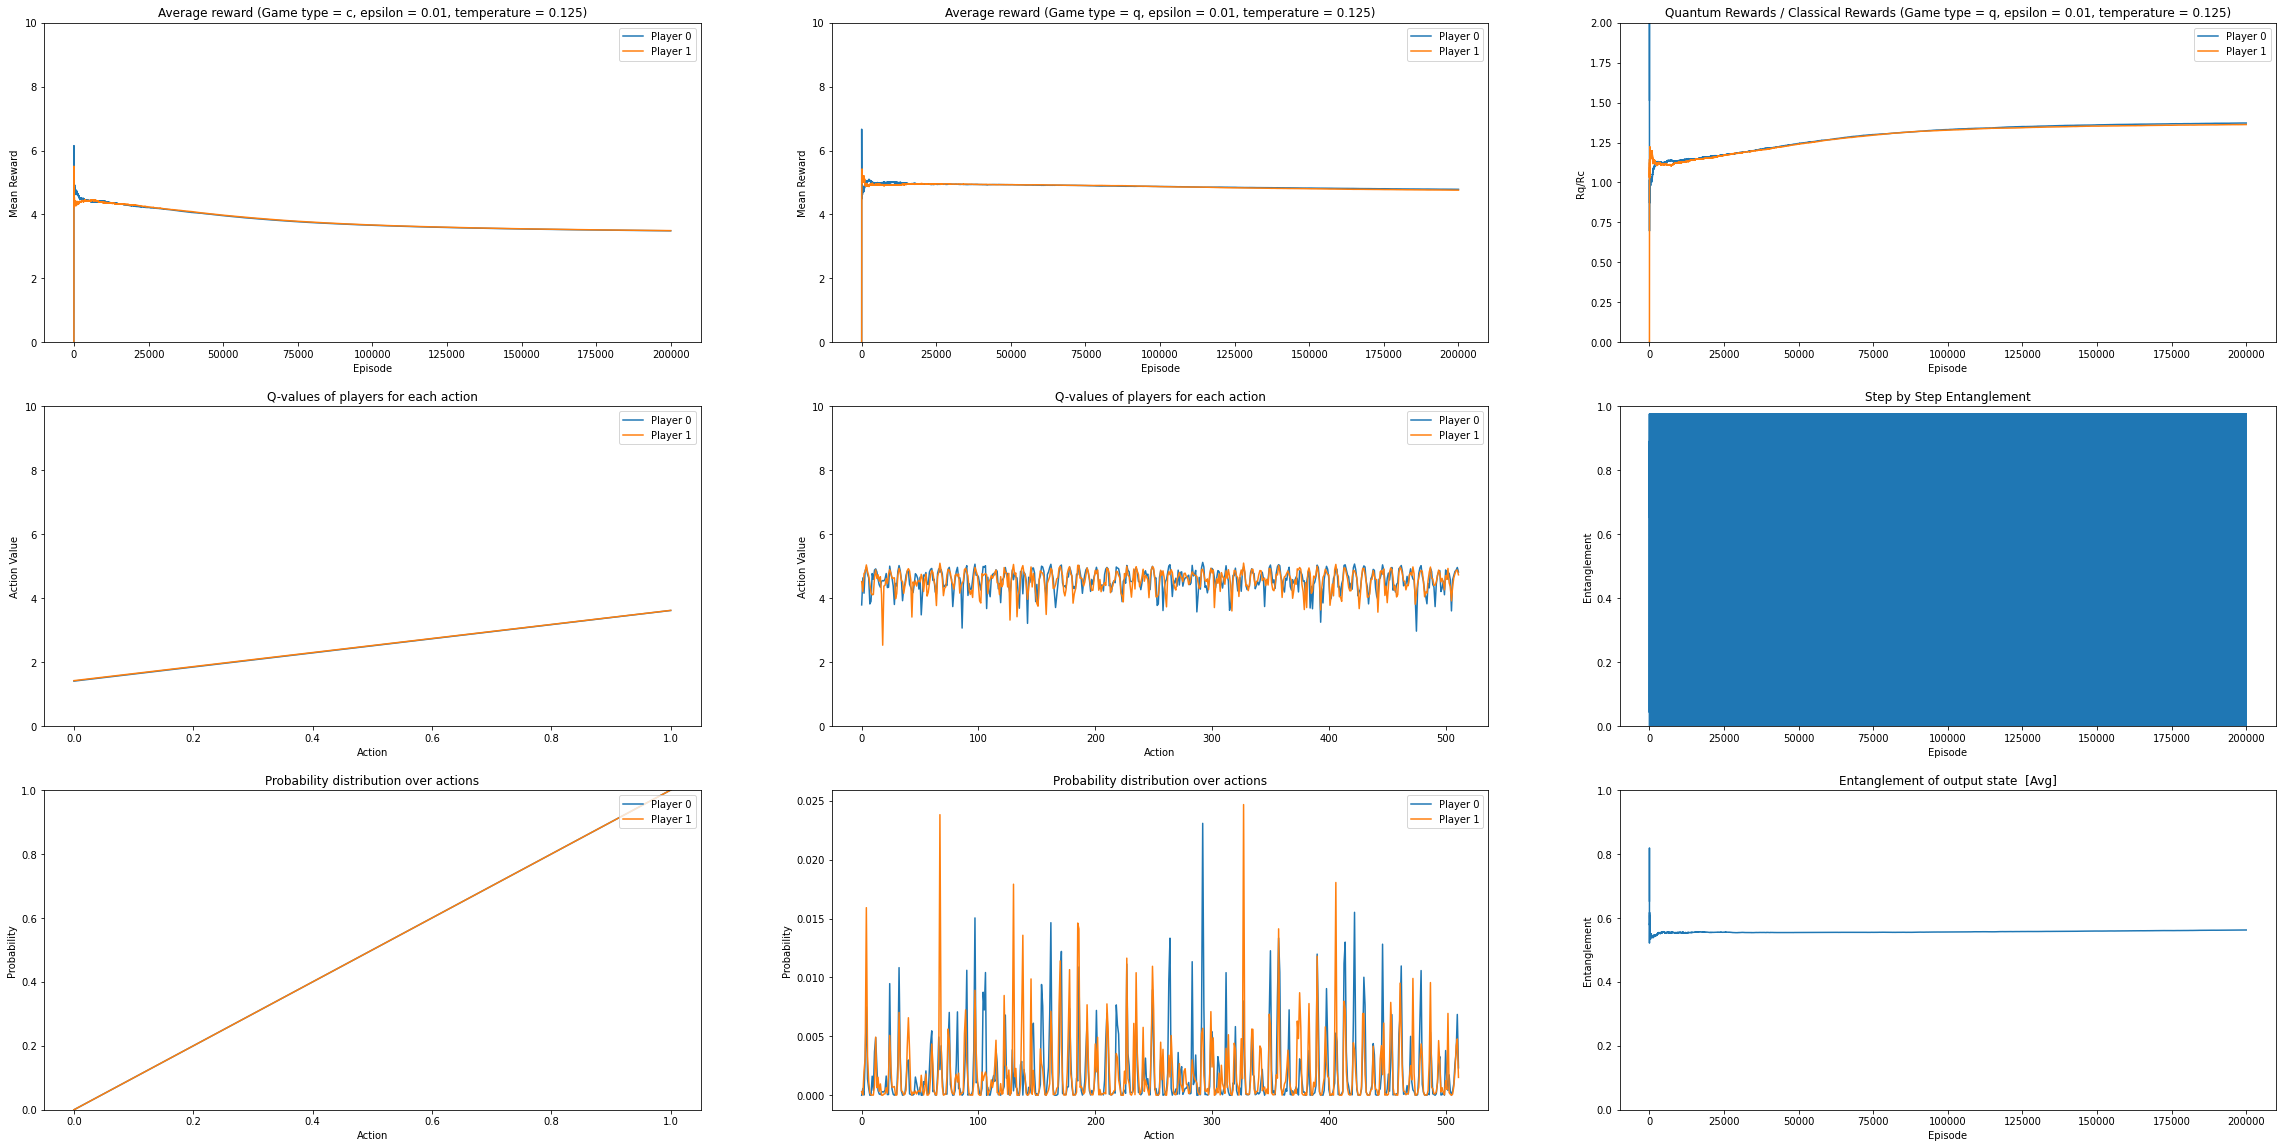 Average reward (Game type = c, epsilon = 0.01, temperature = 0.125)
Mean Reward
10
8
6
4
2
0
Player 0
Player 1
0 25000 50000 75000 100000 125000 150000 175000 200000
Episode
Average reward (Game type = q, epsilon = 0.01, temperature = 0.125)
Mean Reward
10
8
6
4
2
0
Player 0
Player 1
0 25000 50000 75000 100000 125000 150000 175000 200000
Episode
Quantum Rewards / Classical Rewards (Game type = q, epsilon = 0.01, temperature = 0.125)
Rq/Rc
2.00
1.75
1.50
1.25
1.00
0.75
0.50
0.25
0.00
Player 0
Player 1
0 25000 50000 75000 100000 125000 150000 175000 200000
Episode
Q-values of players for each action
Action Value
10
8
6
4
2
0
Player 0
Player 1
0.0 0.2 0.4 0.6 0.8 1.0
Action
Q-values of players for each action
Action Value
10
8
6
4
2
0
Player 0
Player 1
0 100 200 300 400 500
Action
Step by Step Entanglement
Entanglement
1.0
0.8
0.6
0.4
0.2
0.0
0 25000 50000 75000 100000 125000 150000 175000 200000
Episode
Probability distribution over actions
Probability
1.0
0.8
0.6
0.4
0.2
0.0
Player 0
Player 1
0.0 0.2 0.4 0.6 0.8 1.0
Action
Probability distribution over actions
Probability
0.025
0.020
0.015
0.010
0.005
0.000
Player 0
Player 1
0 100 200 300 400 500
Action
Entanglement of output state [Avg]
Entanglement
1.0
0.8
0.6
0.4
0.2
0.0
0 25000 50000 75000 100000 125000 150000 175000 200000
Episode